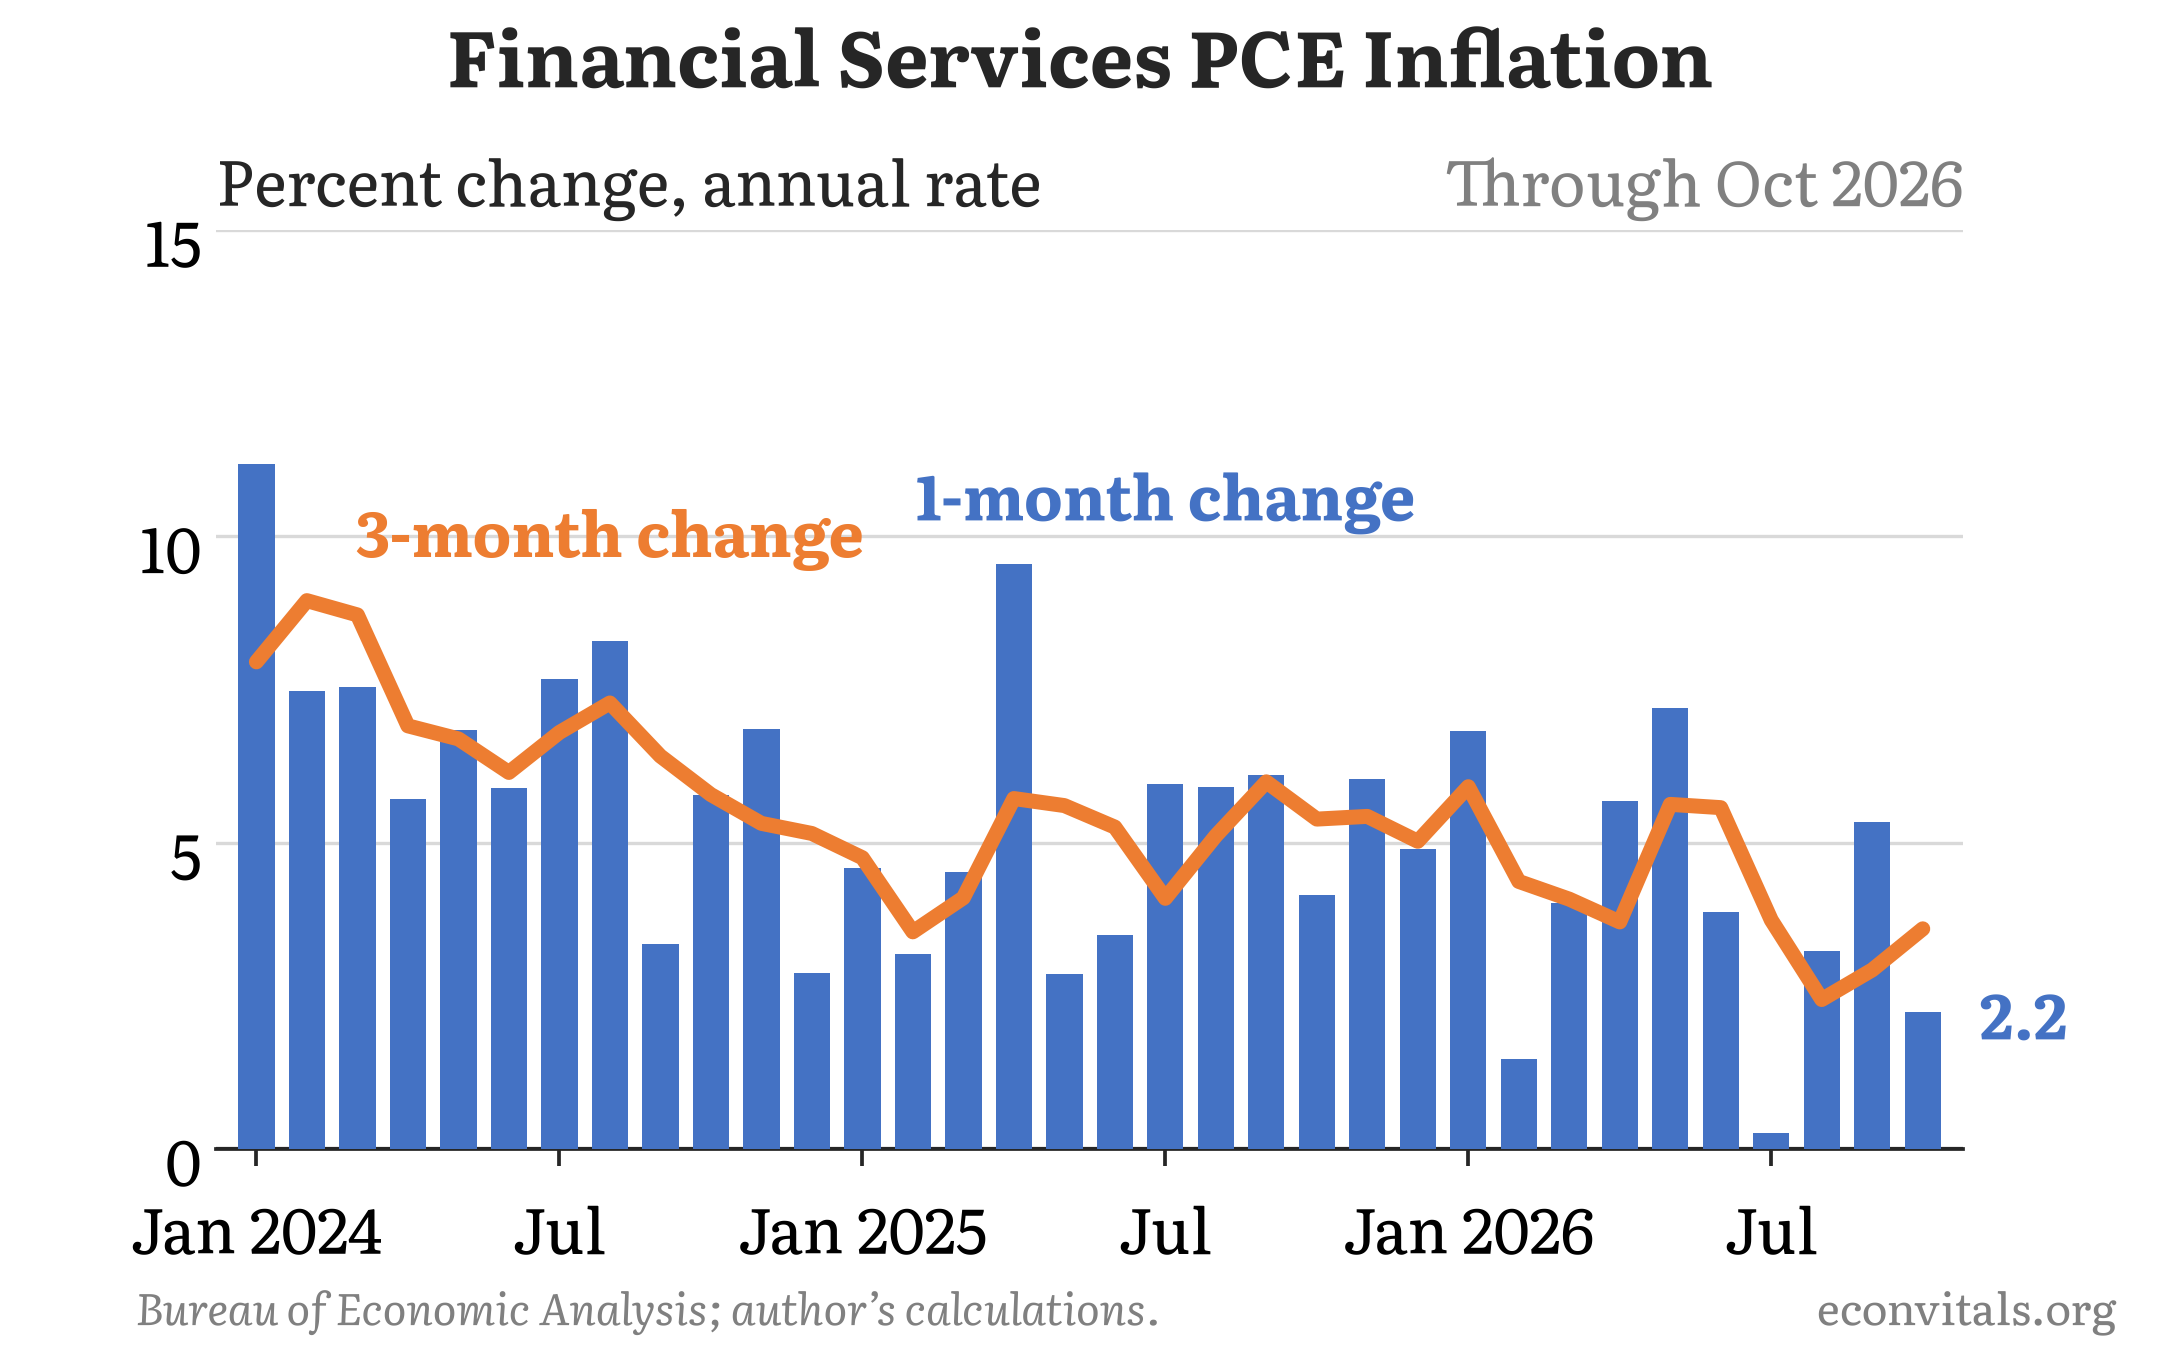 Financial Services PCE Inflation
Percent change, annual rate
Through Oct 2026
15
1-month change
3-month change
10
5
2.2
0
Jan 2024 Jul Jan 2025 Jul Jan 2026 Jul
Bureau of Economic Analysis; author’s calculations.
econvitals.org